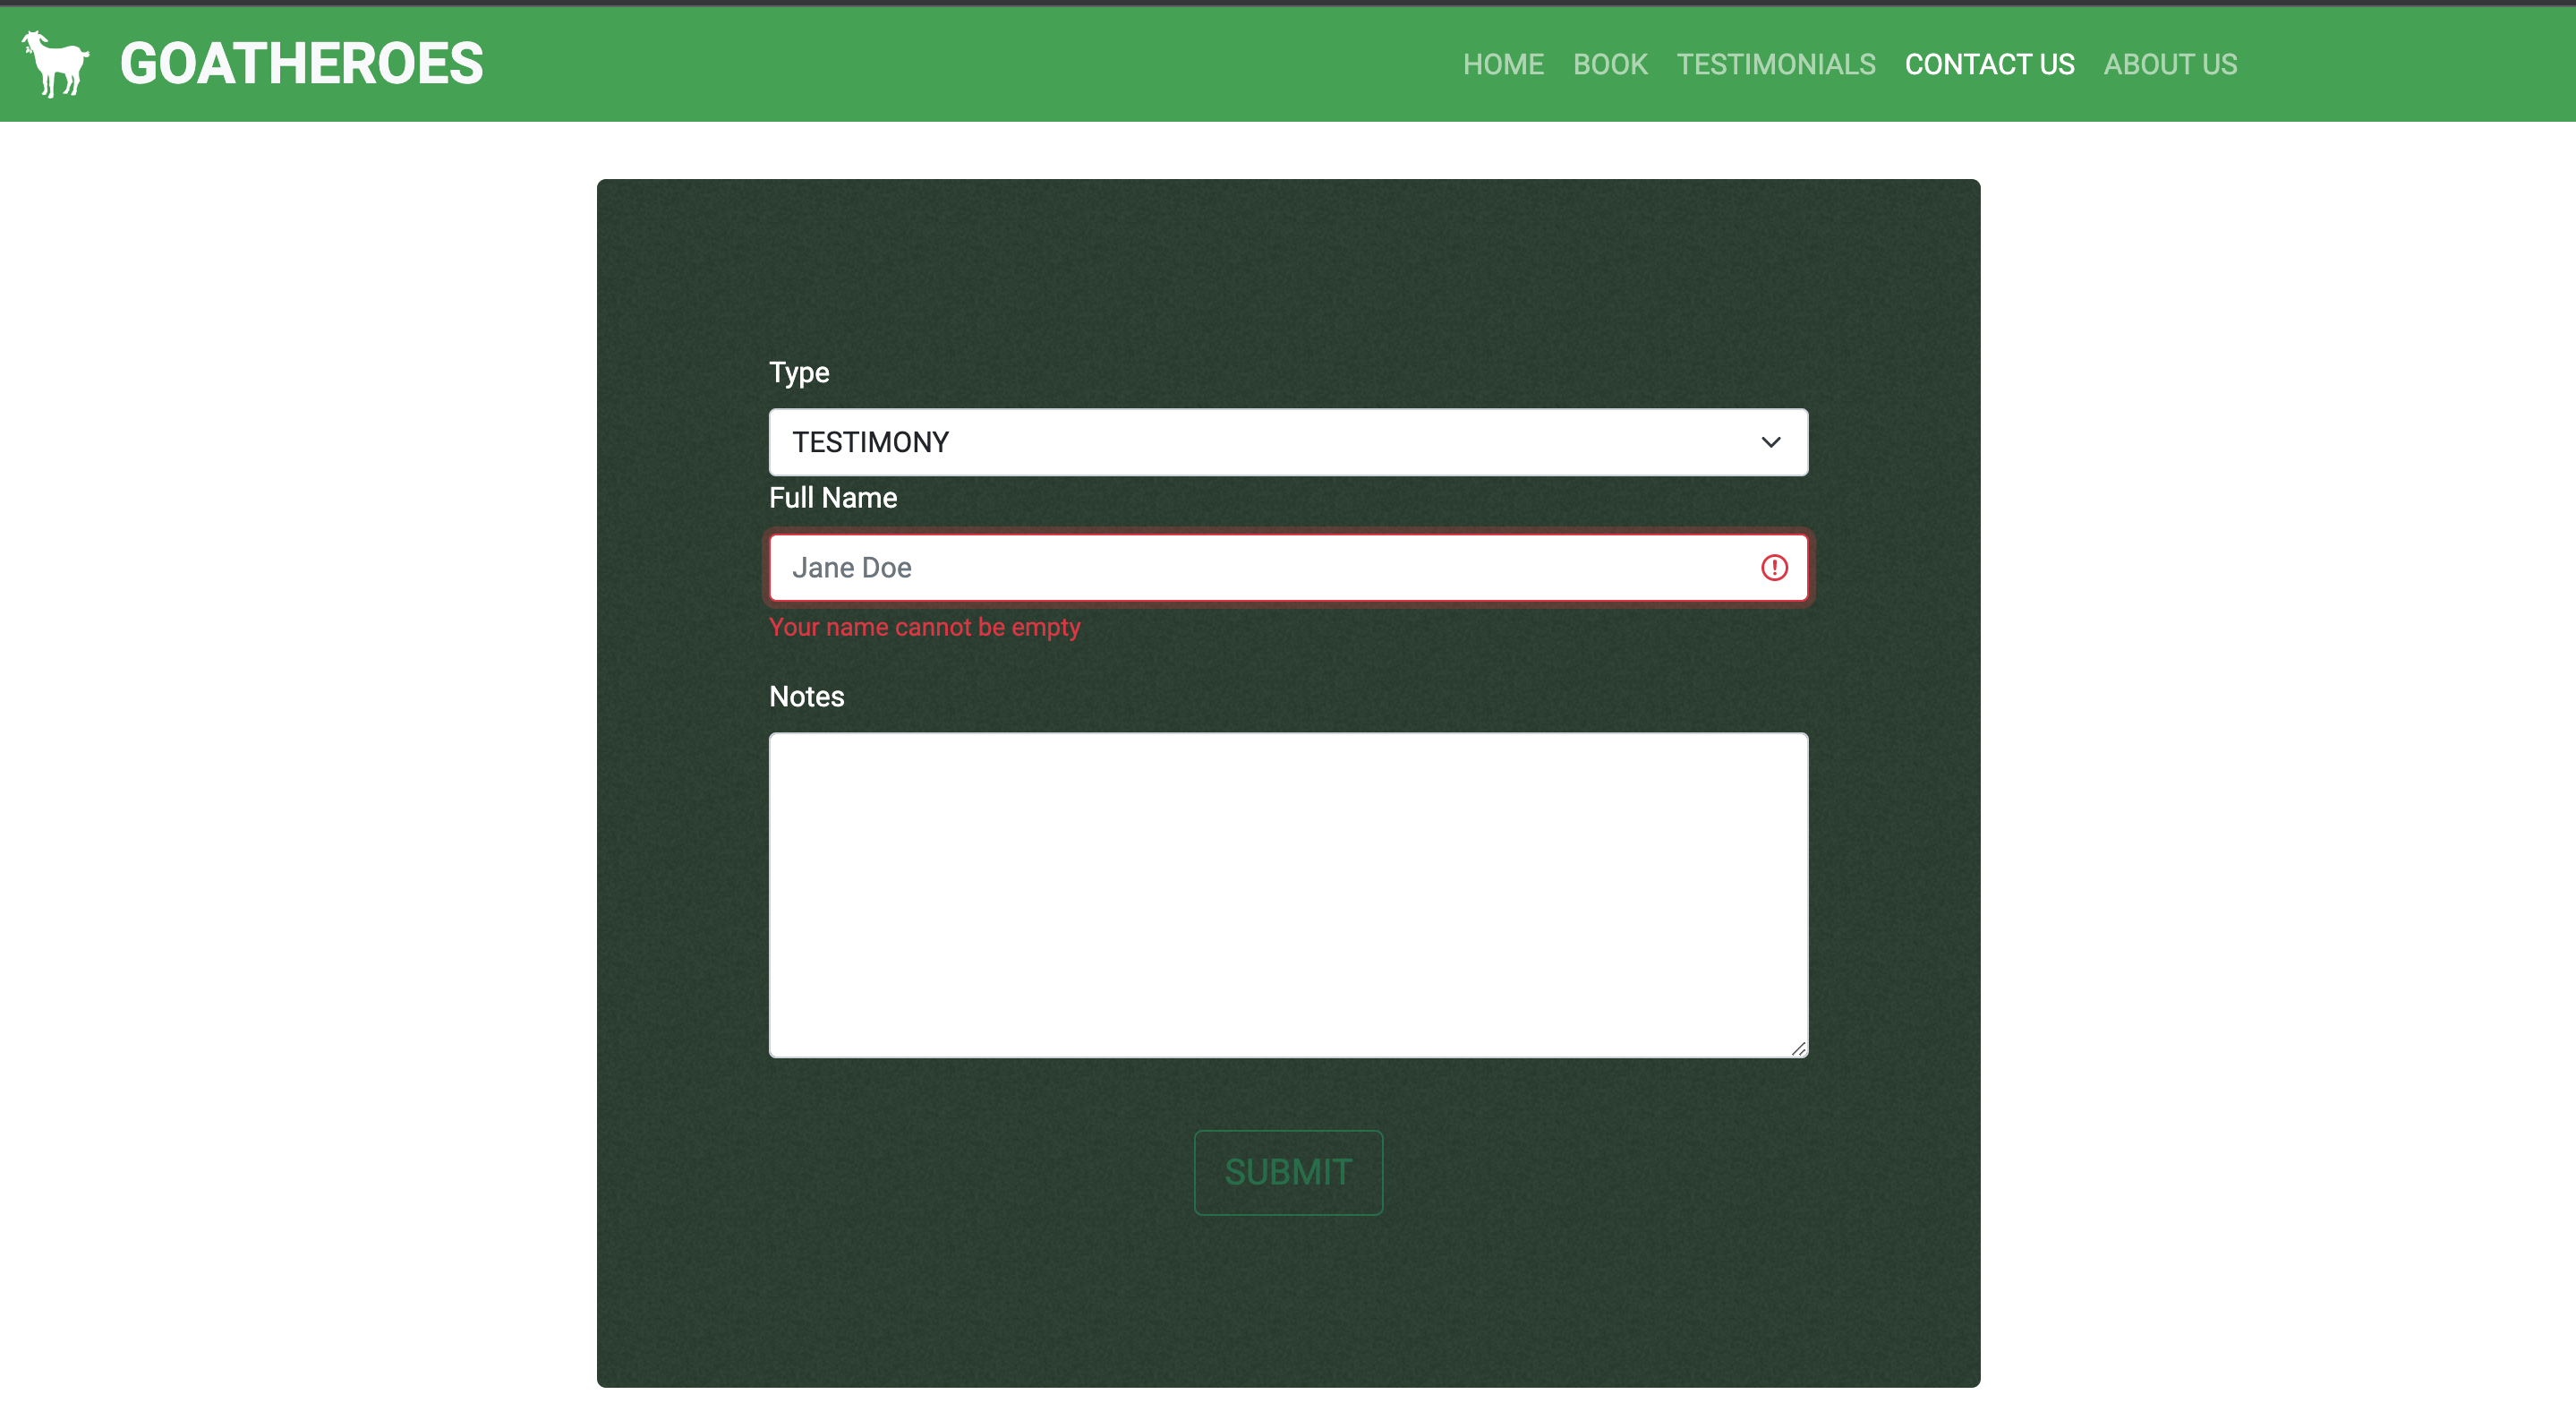 GOATHEROES
HOME BOOK TESTIMONIALS CONTACT US ABOUT US
Type
TESTIMONY
Full Name
Jane Doe
Your name cannot be empty
Notes
SUBMIT